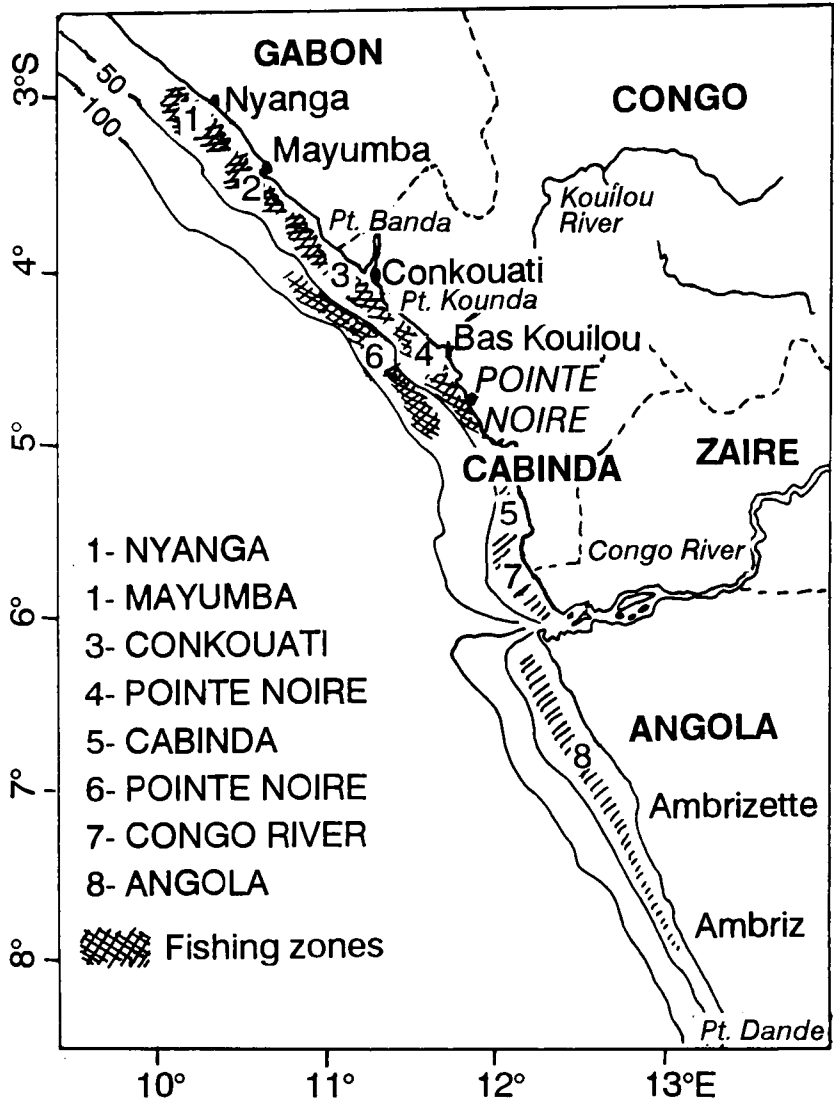 GABON
CONGO
3°S
50
100
1
Nyanga
Mayumba
2
Kouílou
River
Pt. Banda
4°
3
Conkouati
Pt. Kounda
4
Bas Kouilou
6
POINTE
NOIRE
5°
CABINDA
ZAIRE
5
Congo River
7
6°
1- NYANGA
1- MAYUMBA
3- CONKOUATI
4- POINTE NOIRE
5- CABINDA
6- POINTE NOIRE
7- CONGO RIVER
8- ANGOLA
Fishing zones
ANGOLA
8
7°
Ambrizette
Ambriz
8°
Pt. Dande
10°
11°
12°
13°E